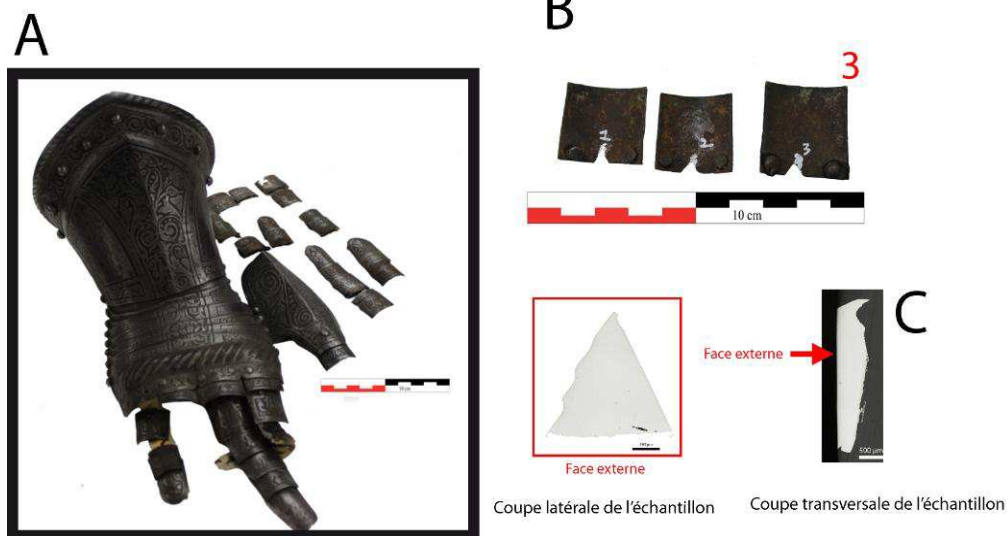 A
B
3
1
2
3
10 cm
Face externe
Face externe
C
500 µm
Coupe latérale de l'échantillon
Coupe transversale de l'échantillon